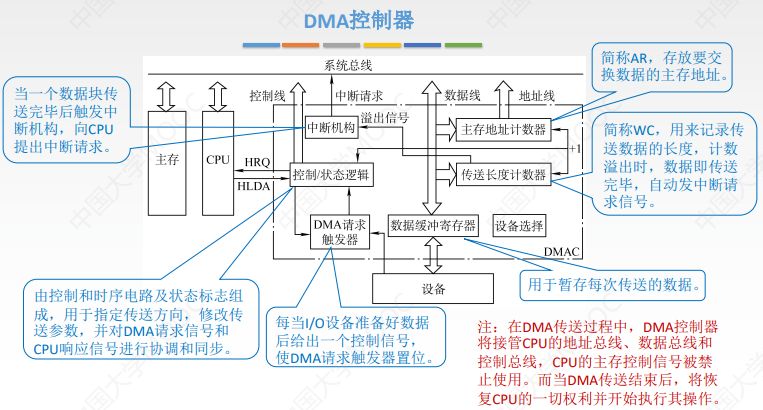 DMA控制器
系统总线
简称AR，存放要交
换数据的主存地址。
当一个数据块传
送完毕后触发中
断机构，向CPU
提出中断请求。
控制线
中断请求
数据线
地址线
溢出信号
中断机构
主存地址计数器
+1
简称WC，用来记录传
送数据的长度，计数
溢出时，数据即传送
完毕，自动发中断请
求信号。
主存
CPU
HRQ
HLDA
控制/状态逻辑
传送长度计数器
DMA请求
触发器
数据缓冲寄存器
设备选择
DMAC
设备
用于暂存每次传送的数据。
由控制和时序电路及状态标志组
成，用于指定传送方向，修改传
送参数，并对DMA请求信号和
CPU响应信号进行协调和同步。
每当I/O设备准备好数据
后给出一个控制信号，
使DMA请求触发器置位。
注：在DMA传送过程中，DMA控制器
将接管CPU的地址总线、数据总线和
控制总线，CPU的主存控制信号被禁
止使用。而当DMA传送结束后，将恢
复CPU的一切权利并开始执行其操作。